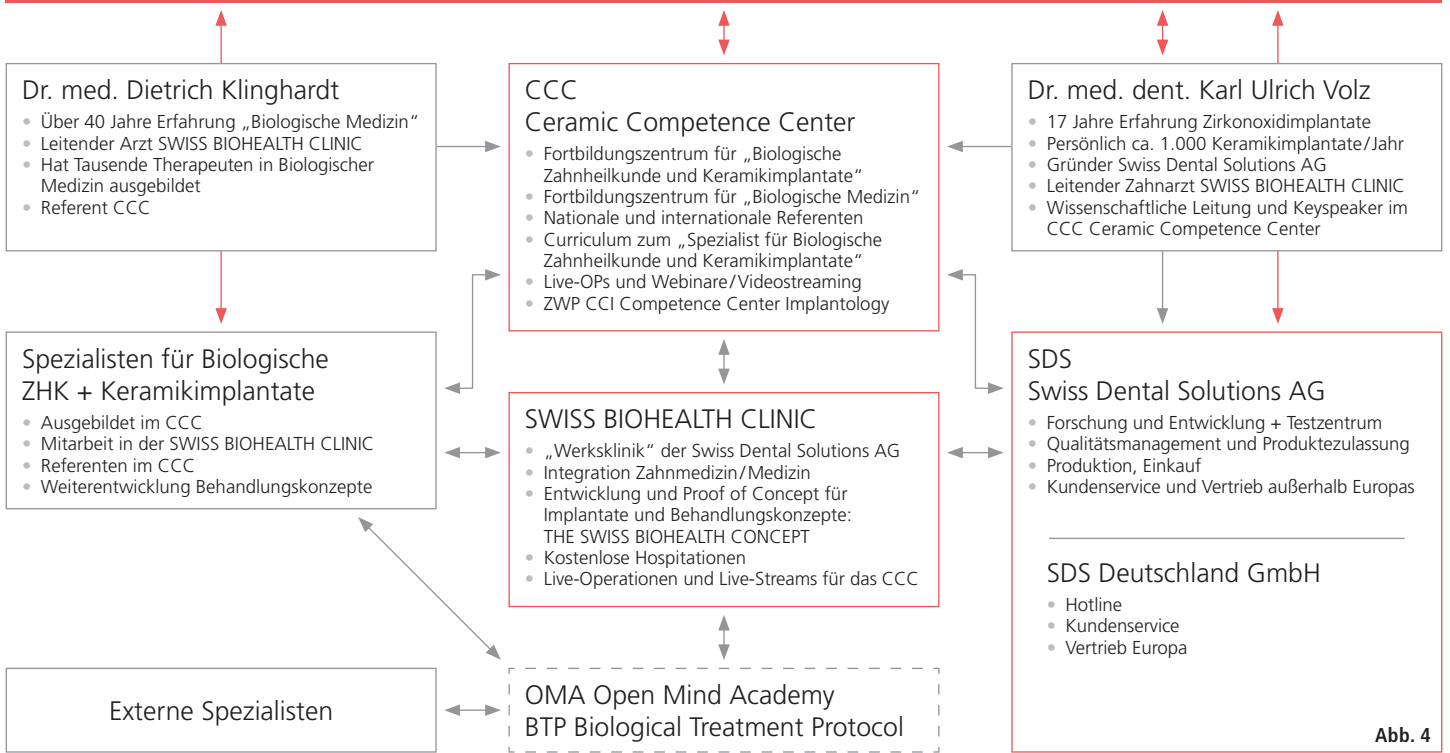 Dr. med. Dietrich Klinghardt
• Über 40 Jahre Erfahrung „Biologische Medizin“
• Leitender Arzt SWISS BIOHEALTH CLINIC
• Hat Tausende Therapeuten in Biologischer
Medizin ausgebildet
• Referent CCC
CCC
Ceramic Competence Center
• Fortbildungszentrum für „Biologische
Zahnheilkunde und Keramikimplantate“
• Fortbildungszentrum für „Biologische Medizin“
• Nationale und internationale Referenten
• Curriculum zum „Spezialist für Biologische
Zahnheilkunde und Keramikimplantate“
• Live-OPs und Webinare/Videostreaming
• ZWP CCI Competence Center Implantology
Dr. med. dent. Karl Ulrich Volz
• 17 Jahre Erfahrung Zirkonoxidimplantate
• Persönlich ca. 1.000 Keramikimplantate/Jahr
• Gründer Swiss Dental Solutions AG
• Leitender Zahnarzt SWISS BIOHEALTH CLINIC
• Wissenschaftliche Leitung und Keyspeaker im
CCC Ceramic Competence Center
Spezialisten für Biologische
ZHK + Keramikimplantate
• Ausgebildet im CCC
• Mitarbeit in der SWISS BIOHEALTH CLINIC
• Referenten im CCC
• Weiterentwicklung Behandlungskonzepte
SWISS BIOHEALTH CLINIC
• „Werksklinik“ der Swiss Dental Solutions AG
• Integration Zahnmedizin/Medizin
• Entwicklung und Proof of Concept für
Implantate und Behandlungskonzepte:
THE SWISS BIOHEALTH CONCEPT
• Kostenlose Hospitationen
• Live-Operationen und Live-Streams für das CCC
SDS
Swiss Dental Solutions AG
• Forschung und Entwicklung + Testzentrum
• Qualitätsmanagement und Produktezulassung
• Produktion, Einkauf
• Kundenservice und Vertrieb außerhalb Europas
SDS Deutschland GmbH
• Hotline
• Kundenservice
• Vertrieb Europa
Externe Spezialisten
OMA Open Mind Academy
BTP Biological Treatment Protocol
Abb. 4